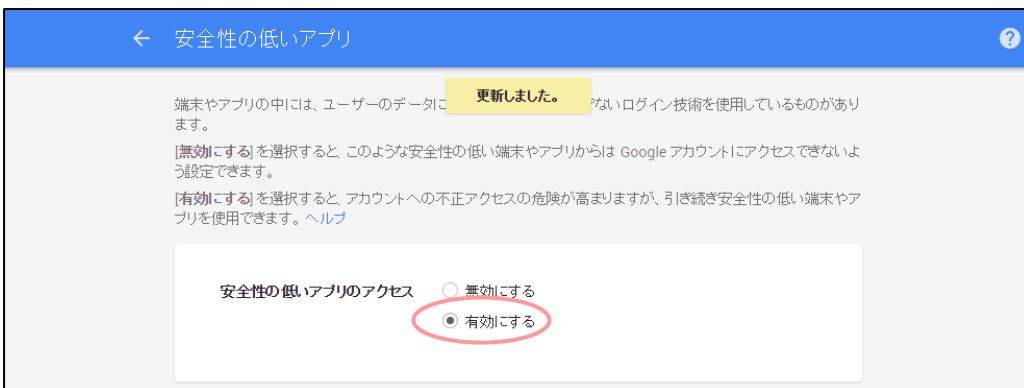 ← 安全性の低いアプリ ?
更新しました。
端末やアプリの中には、ユーザーのデータに ないログイン技術を使用しているものがあり
ます。
[無効にする] を選択すると、このような安全性の低い端末やアプリからは Google アカウントにアクセスできないよ
う設定できます。
[有効にする] を選択すると、アカウントへの不正アクセスの危険が高まりますが、引き続き安全性の低い端末やア
プリを使用できます。ヘルプ
安全性の低いアプリのアクセス 無効にする
有効にする